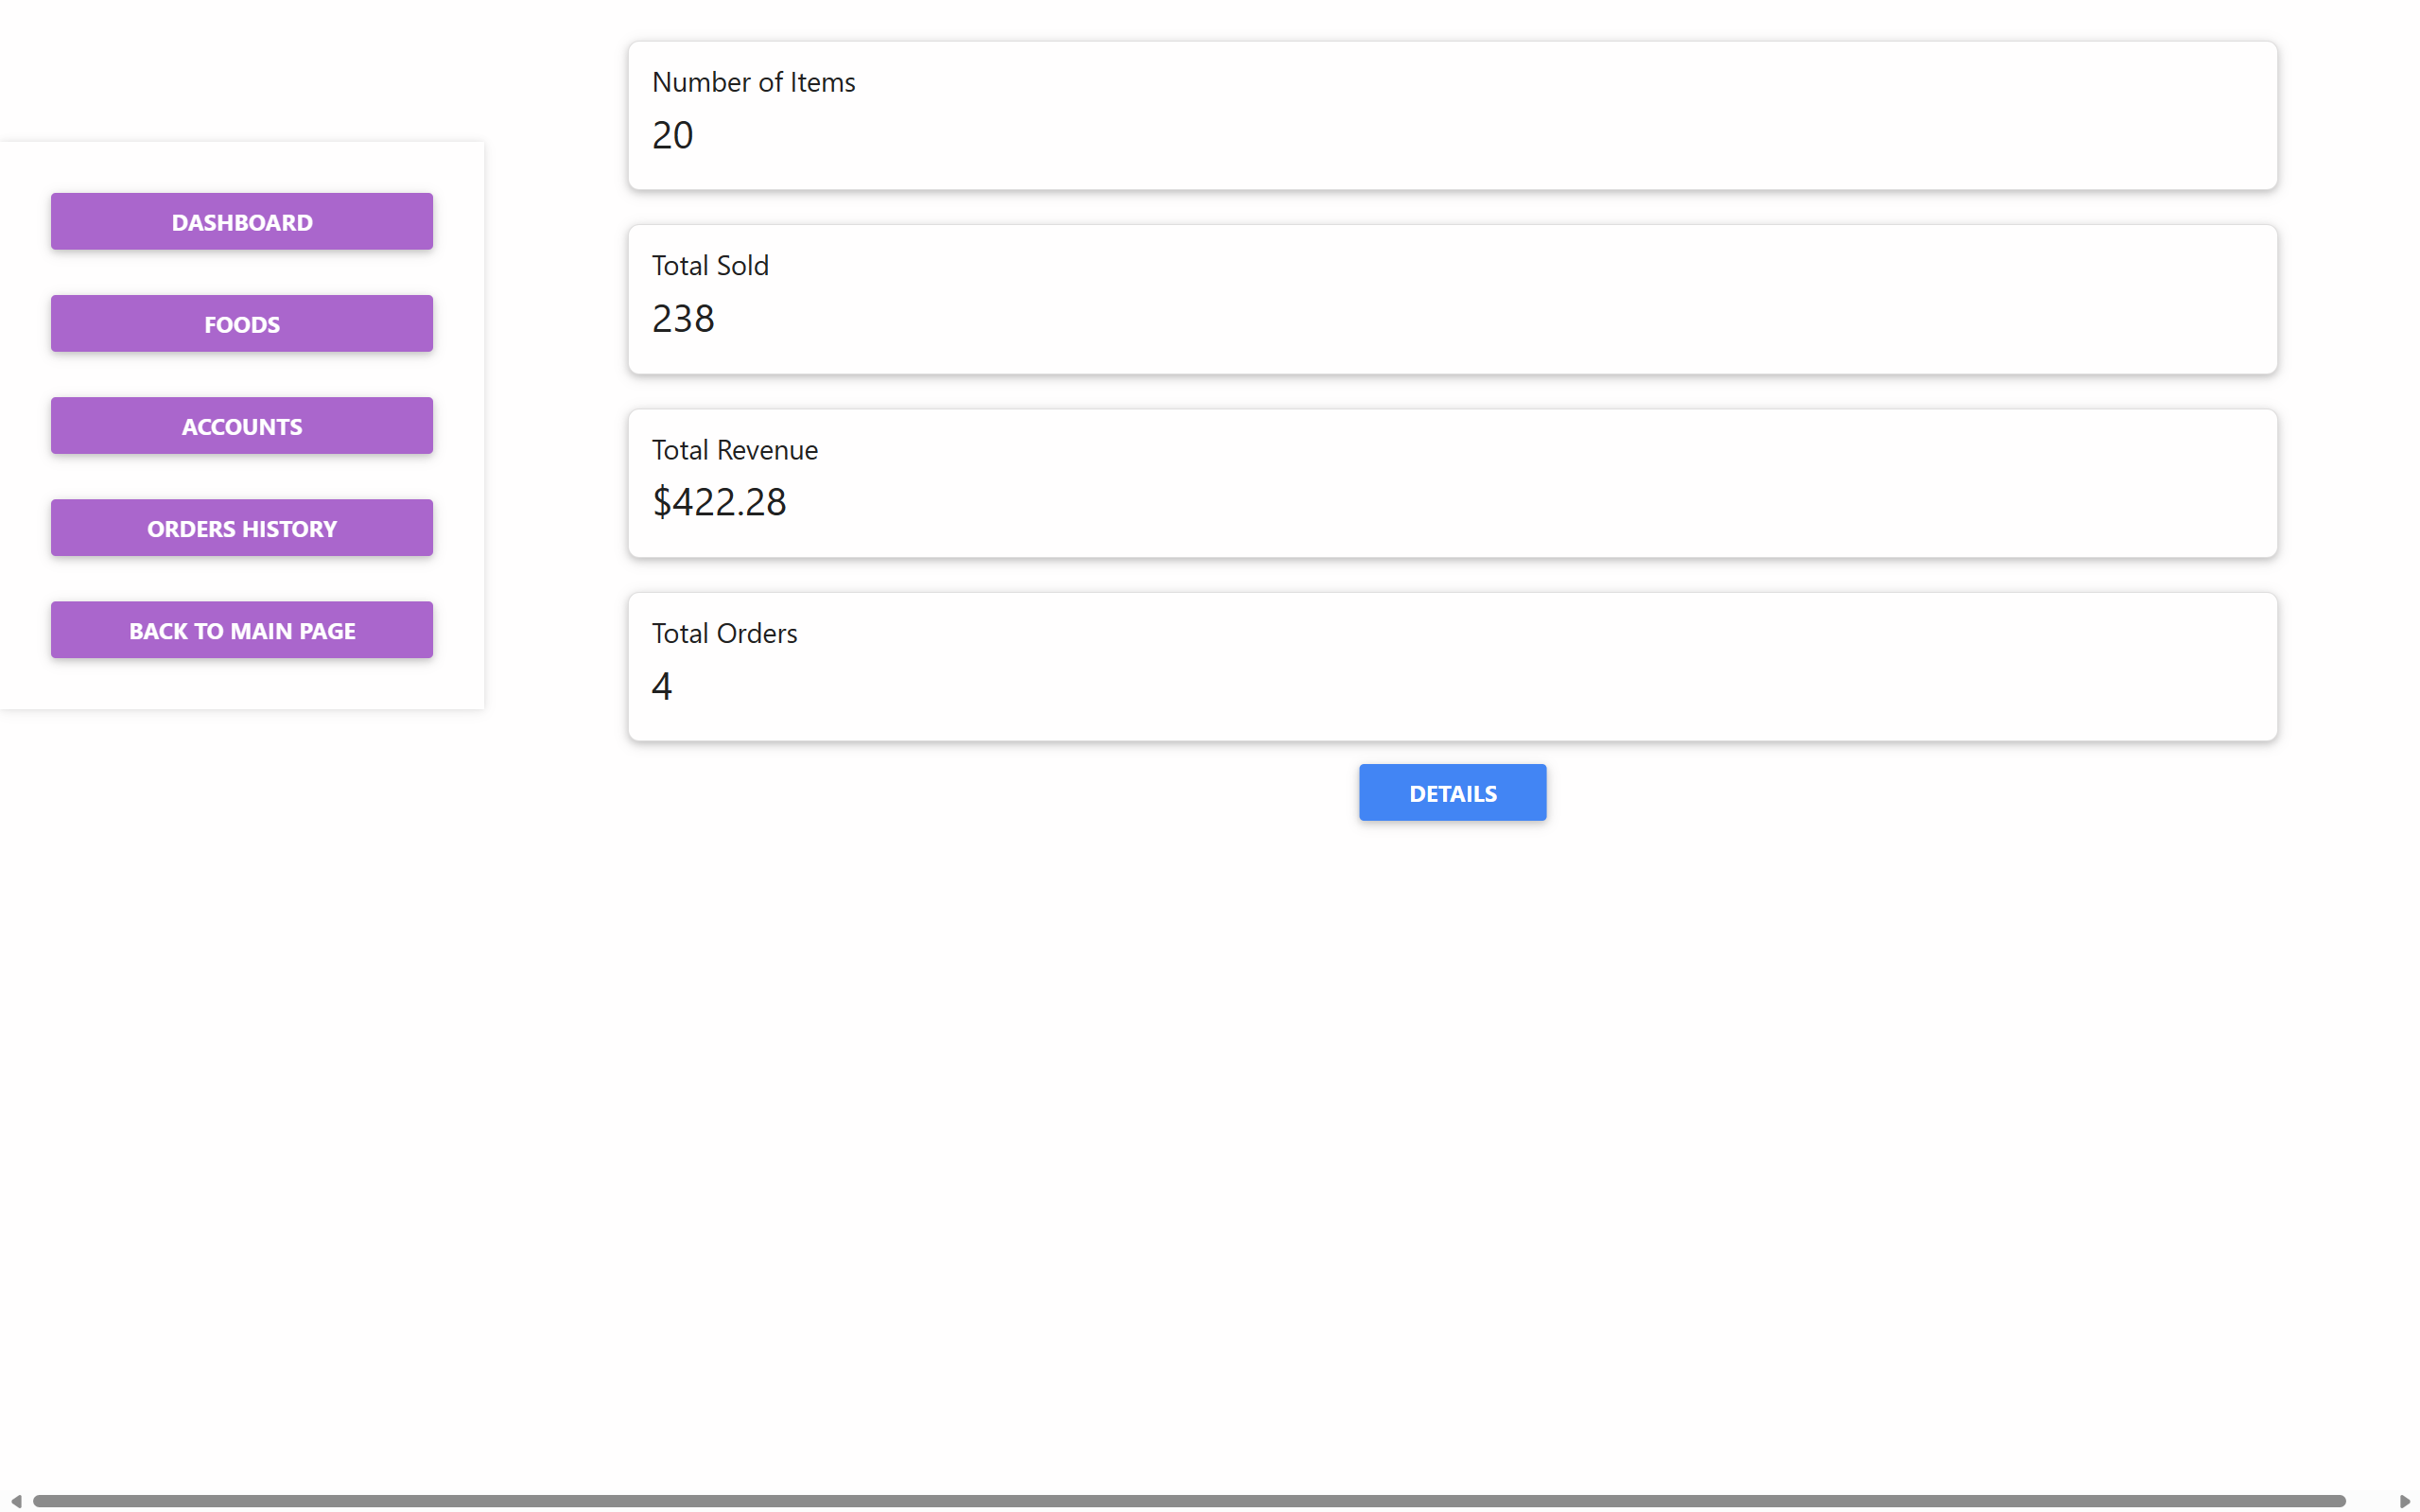 DASHBOARD
FOODS
ACCOUNTS
ORDERS HISTORY
BACK TO MAIN PAGE
Number of Items
20
Total Sold
238
Total Revenue
$422.28
Total Orders
4
DETAILS